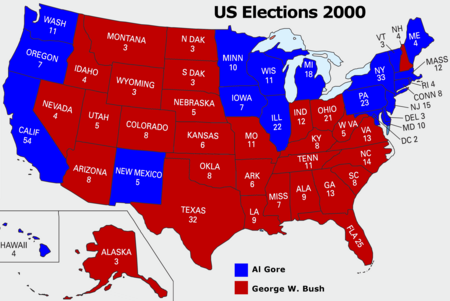 US Elections 2000
WASH
11
OREGON
7
CALIF
54
NEVADA
4
IDAHO
4
MONTANA
3
WYOMING
3
UTAH
5
ARIZONA
8
COLORADO
8
NEW MEXICO
5
N DAK
3
S DAK
3
NEBRASKA
5
KANSAS
6
OKLA
8
TEXAS
32
MINN
10
IOWA
7
MO
11
ARK
6
LA
9
WIS
11
ILL
22
MI
18
IND
12
OHIO
21
KY
8
TENN
11
MISS
7
ALA
9
GA
13
FLA 25
SC
8
NC
14
VA
13
W VA
5
PA
23
NY
33
VT
3
NH
4
ME
4
MASS
12
RI 4
CONN 8
NJ 15
DEL 3
MD 10
DC 2
HAWAII
4
ALASKA
3
Al Gore
George W. Bush